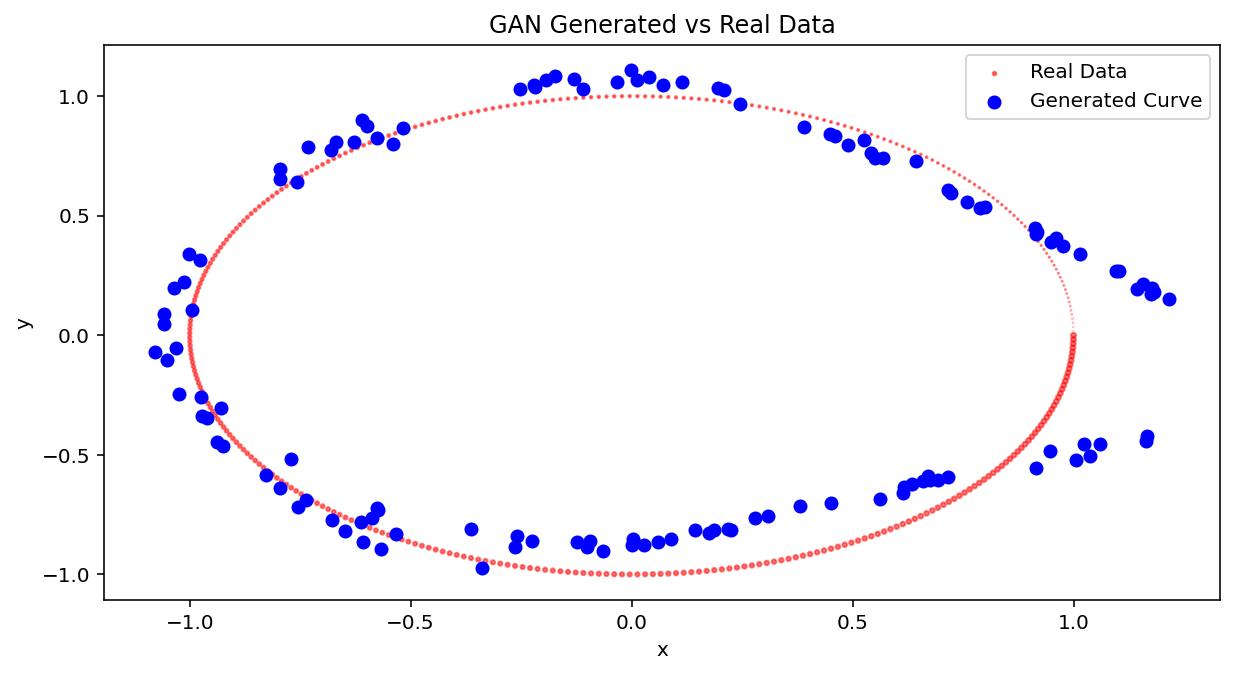 GAN Generated vs Real Data
Real Data
Generated Curve
y
1.0
0.5
0.0
−0.5
−1.0
−1.0 −0.5 0.0 0.5 1.0
x